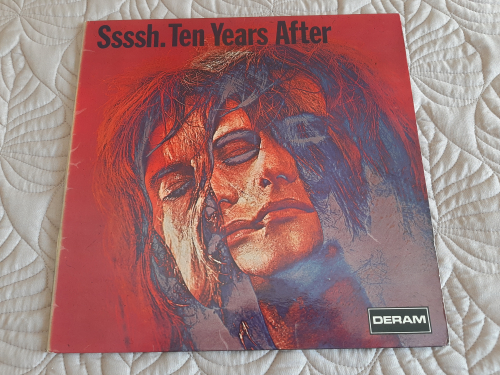 Ssssh. Ten Years After
DERAM